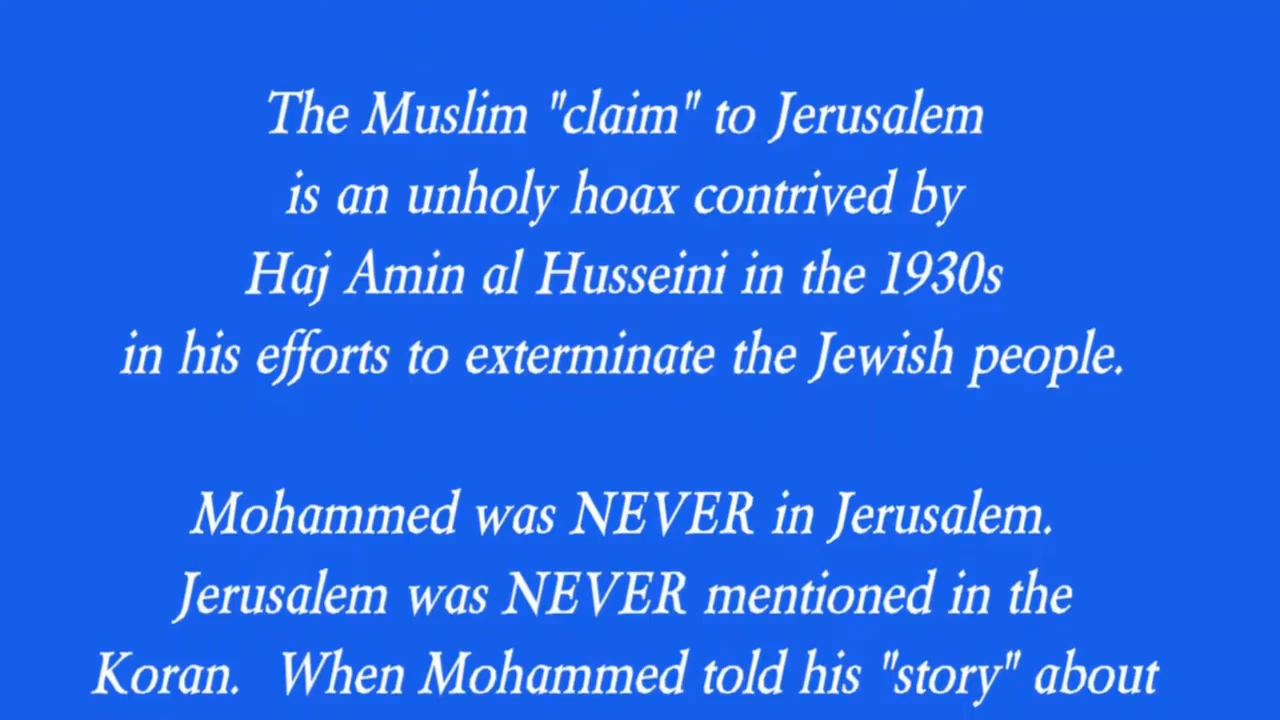 The Muslim "claim" to Jerusalem
is an unholy hoax contrived by
Haj Amin al Husseini in the 1930s
in his efforts to exterminate the Jewish people.
Mohammed was NEVER in Jerusalem.
Jerusalem was NEVER mentioned in the
Koran. When Mohammed told his "story" about